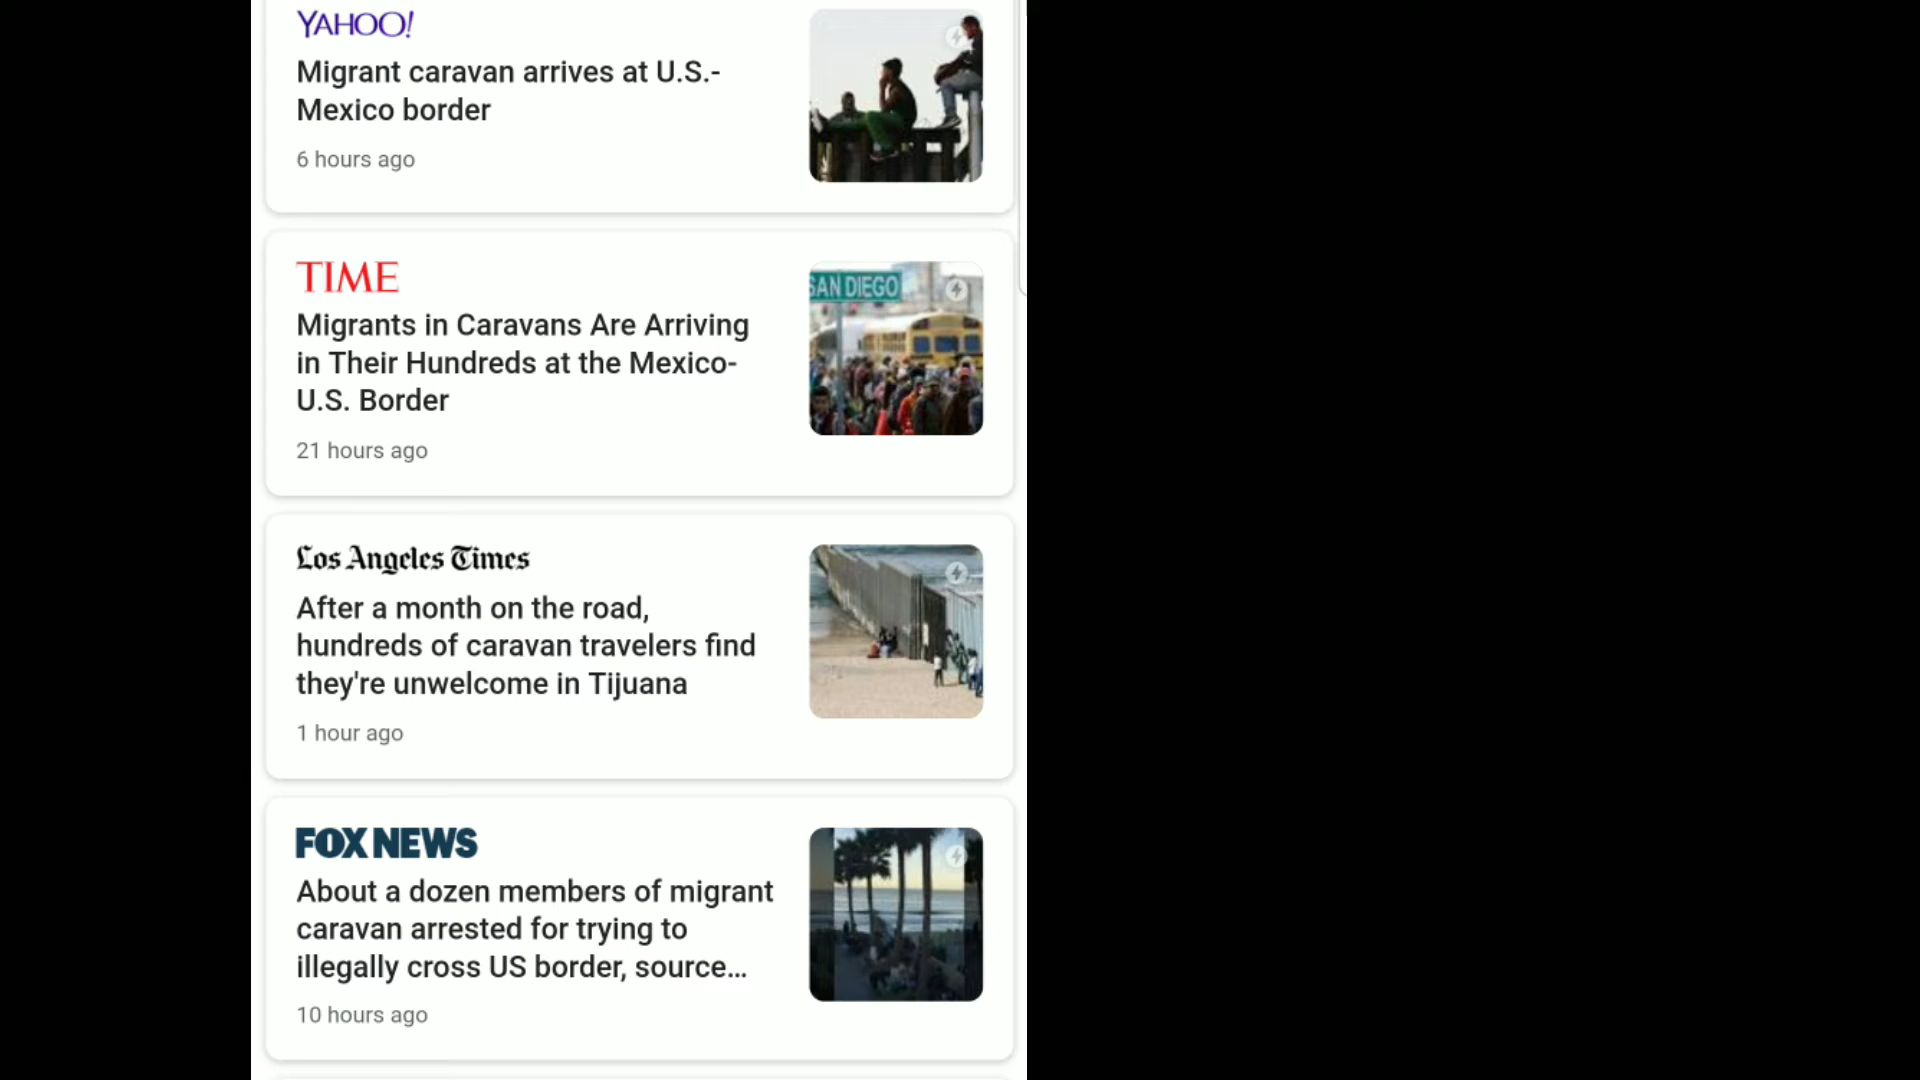 YAHOO!
Migrant caravan arrives at U.S.-
Mexico border
6 hours ago
TIME
SAN DIEGO
Migrants in Caravans Are Arriving
in Their Hundreds at the Mexico-
U.S. Border
21 hours ago
Los Angeles Times
After a month on the road,
hundreds of caravan travelers find
they're unwelcome in Tijuana
1 hour ago
FOX NEWS
About a dozen members of migrant
caravan arrested for trying to
illegally cross US border, source...
10 hours ago